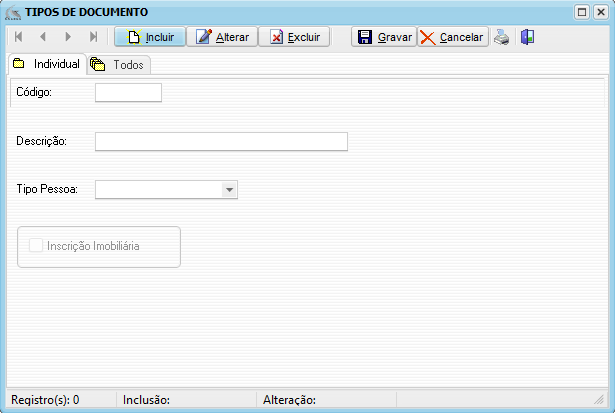 TIPOS DE DOCUMENTO
Incluir Alterar Excluir Gravar Cancelar
Individual Todos
Código:
Descrição:
Tipo Pessoa:
Inscrição Imobiliária
Registro(s): 0 Inclusão: Alteração: